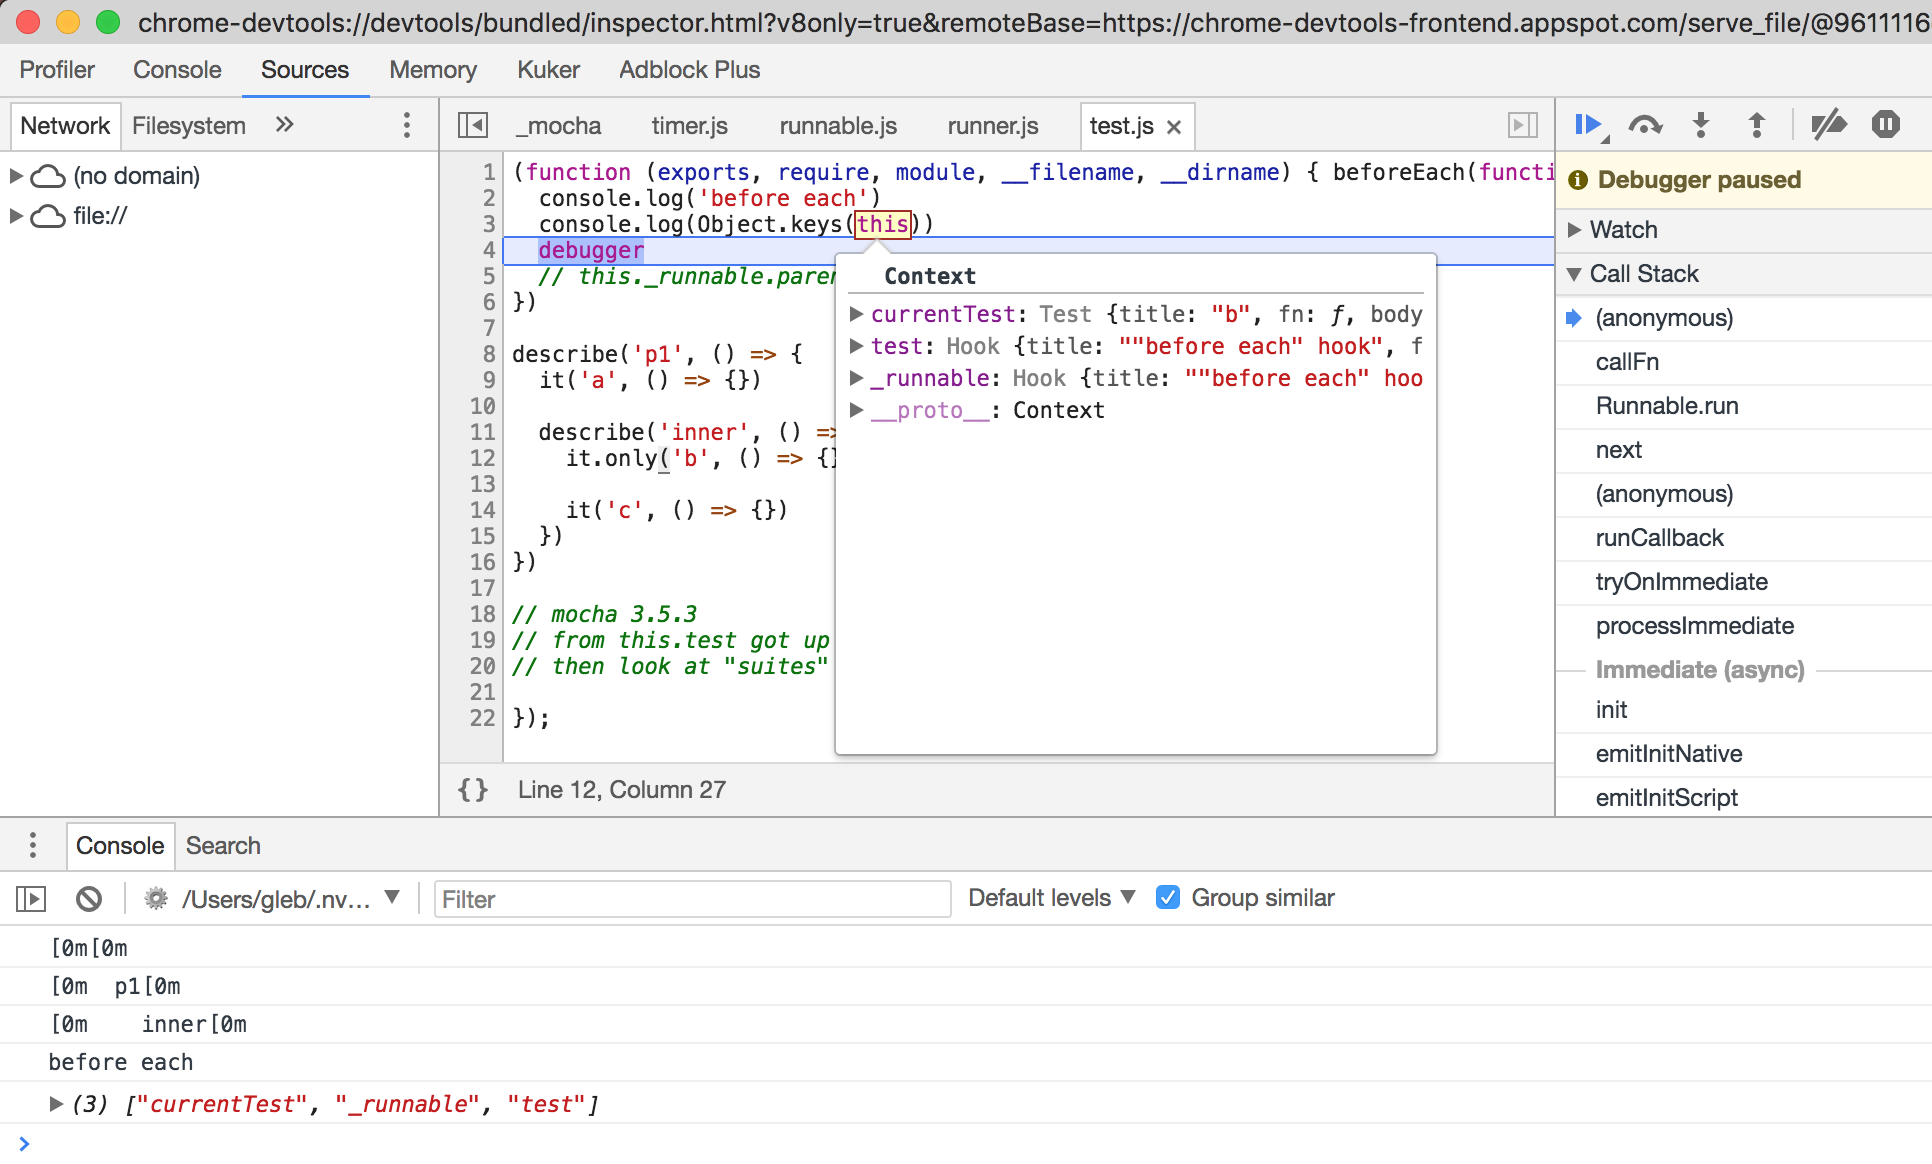 chrome-devtools://devtools/bundled/inspector.html?v8only=true&remoteBase=https://chrome-devtools-frontend.appspot.com/serve_file/@9611116
Profiler Console Sources Memory Kuker Adblock Plus
Network Filesystem »
(no domain)
file://
_mocha timer.js runnable.js runner.js test.js ×
1 (function (exports, require, module, __filename, __dirname) { beforeEach(functi
2 console.log('before each')
3 console.log(Object.keys(this))
4 debugger
5 // this._runnable.paren
6 })
7
8 describe('p1', () => {
9 it('a', () => {})
10
11 describe('inner', () =>
12 it.only('b', () => {}
13
14 it('c', () => {})
15 })
16 })
17
18 // mocha 3.5.3
19 // from this.test got up
20 // then look at "suites"
21
22 });
Context
currentTest: Test {title: "b", fn: ƒ, body
test: Hook {title: ""before each" hook", f
_runnable: Hook {title: ""before each" hoo
__proto__: Context
{} Line 12, Column 27
Debugger paused
Watch
Call Stack
(anonymous)
callFn
Runnable.run
next
(anonymous)
runCallback
tryOnImmediate
processImmediate
Immediate (async)
init
emitInitNative
emitInitScript
Console Search
/Users/gleb/.nv... Filter Default levels Group similar
[0m[0m
[0m p1[0m
[0m inner[0m
before each
(3) ["currentTest", "_runnable", "test"]
>